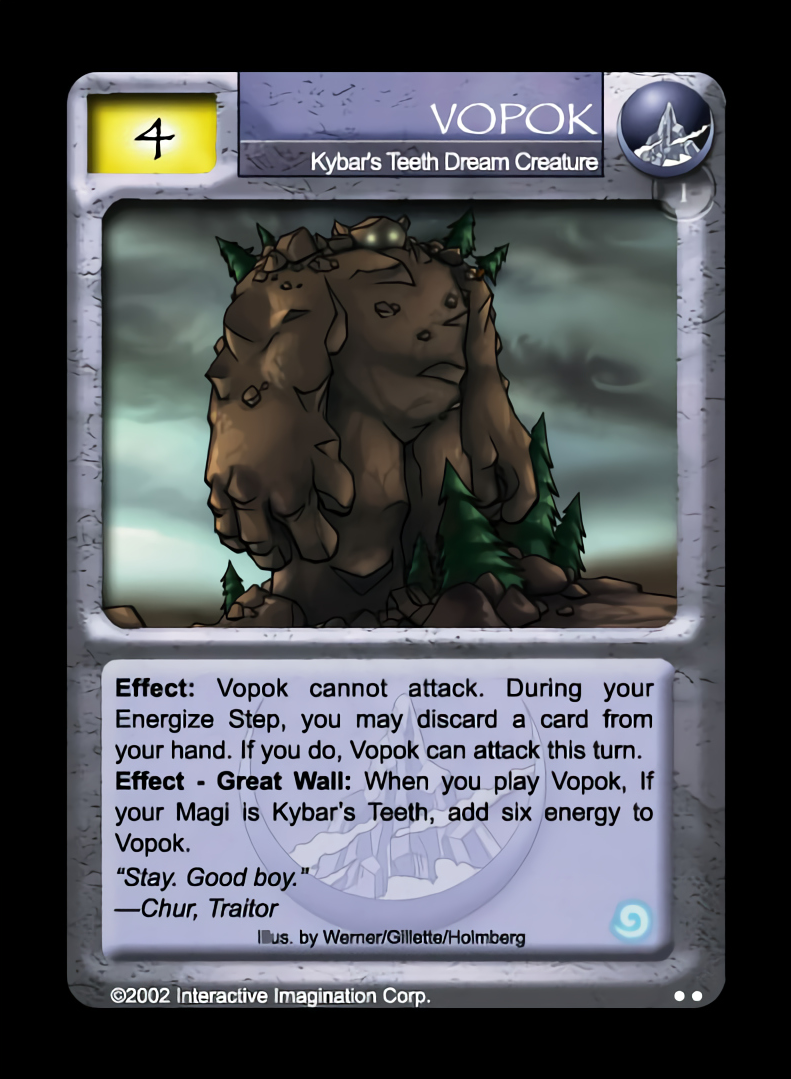 4
VOPOK
Kybar's Teeth Dream Creature
1
Effect: Vopok cannot attack. During your
Energize Step, you may discard a card from
your hand. If you do, Vopok can attack this turn.
Effect - Great Wall: When you play Vopok, If
your Magi is Kybar's Teeth, add six energy to
Vopok.
“Stay. Good boy.”
—Chur, Traitor
Illus. by Werner/Gillette/Holmberg
©2002 Interactive Imagination Corp.